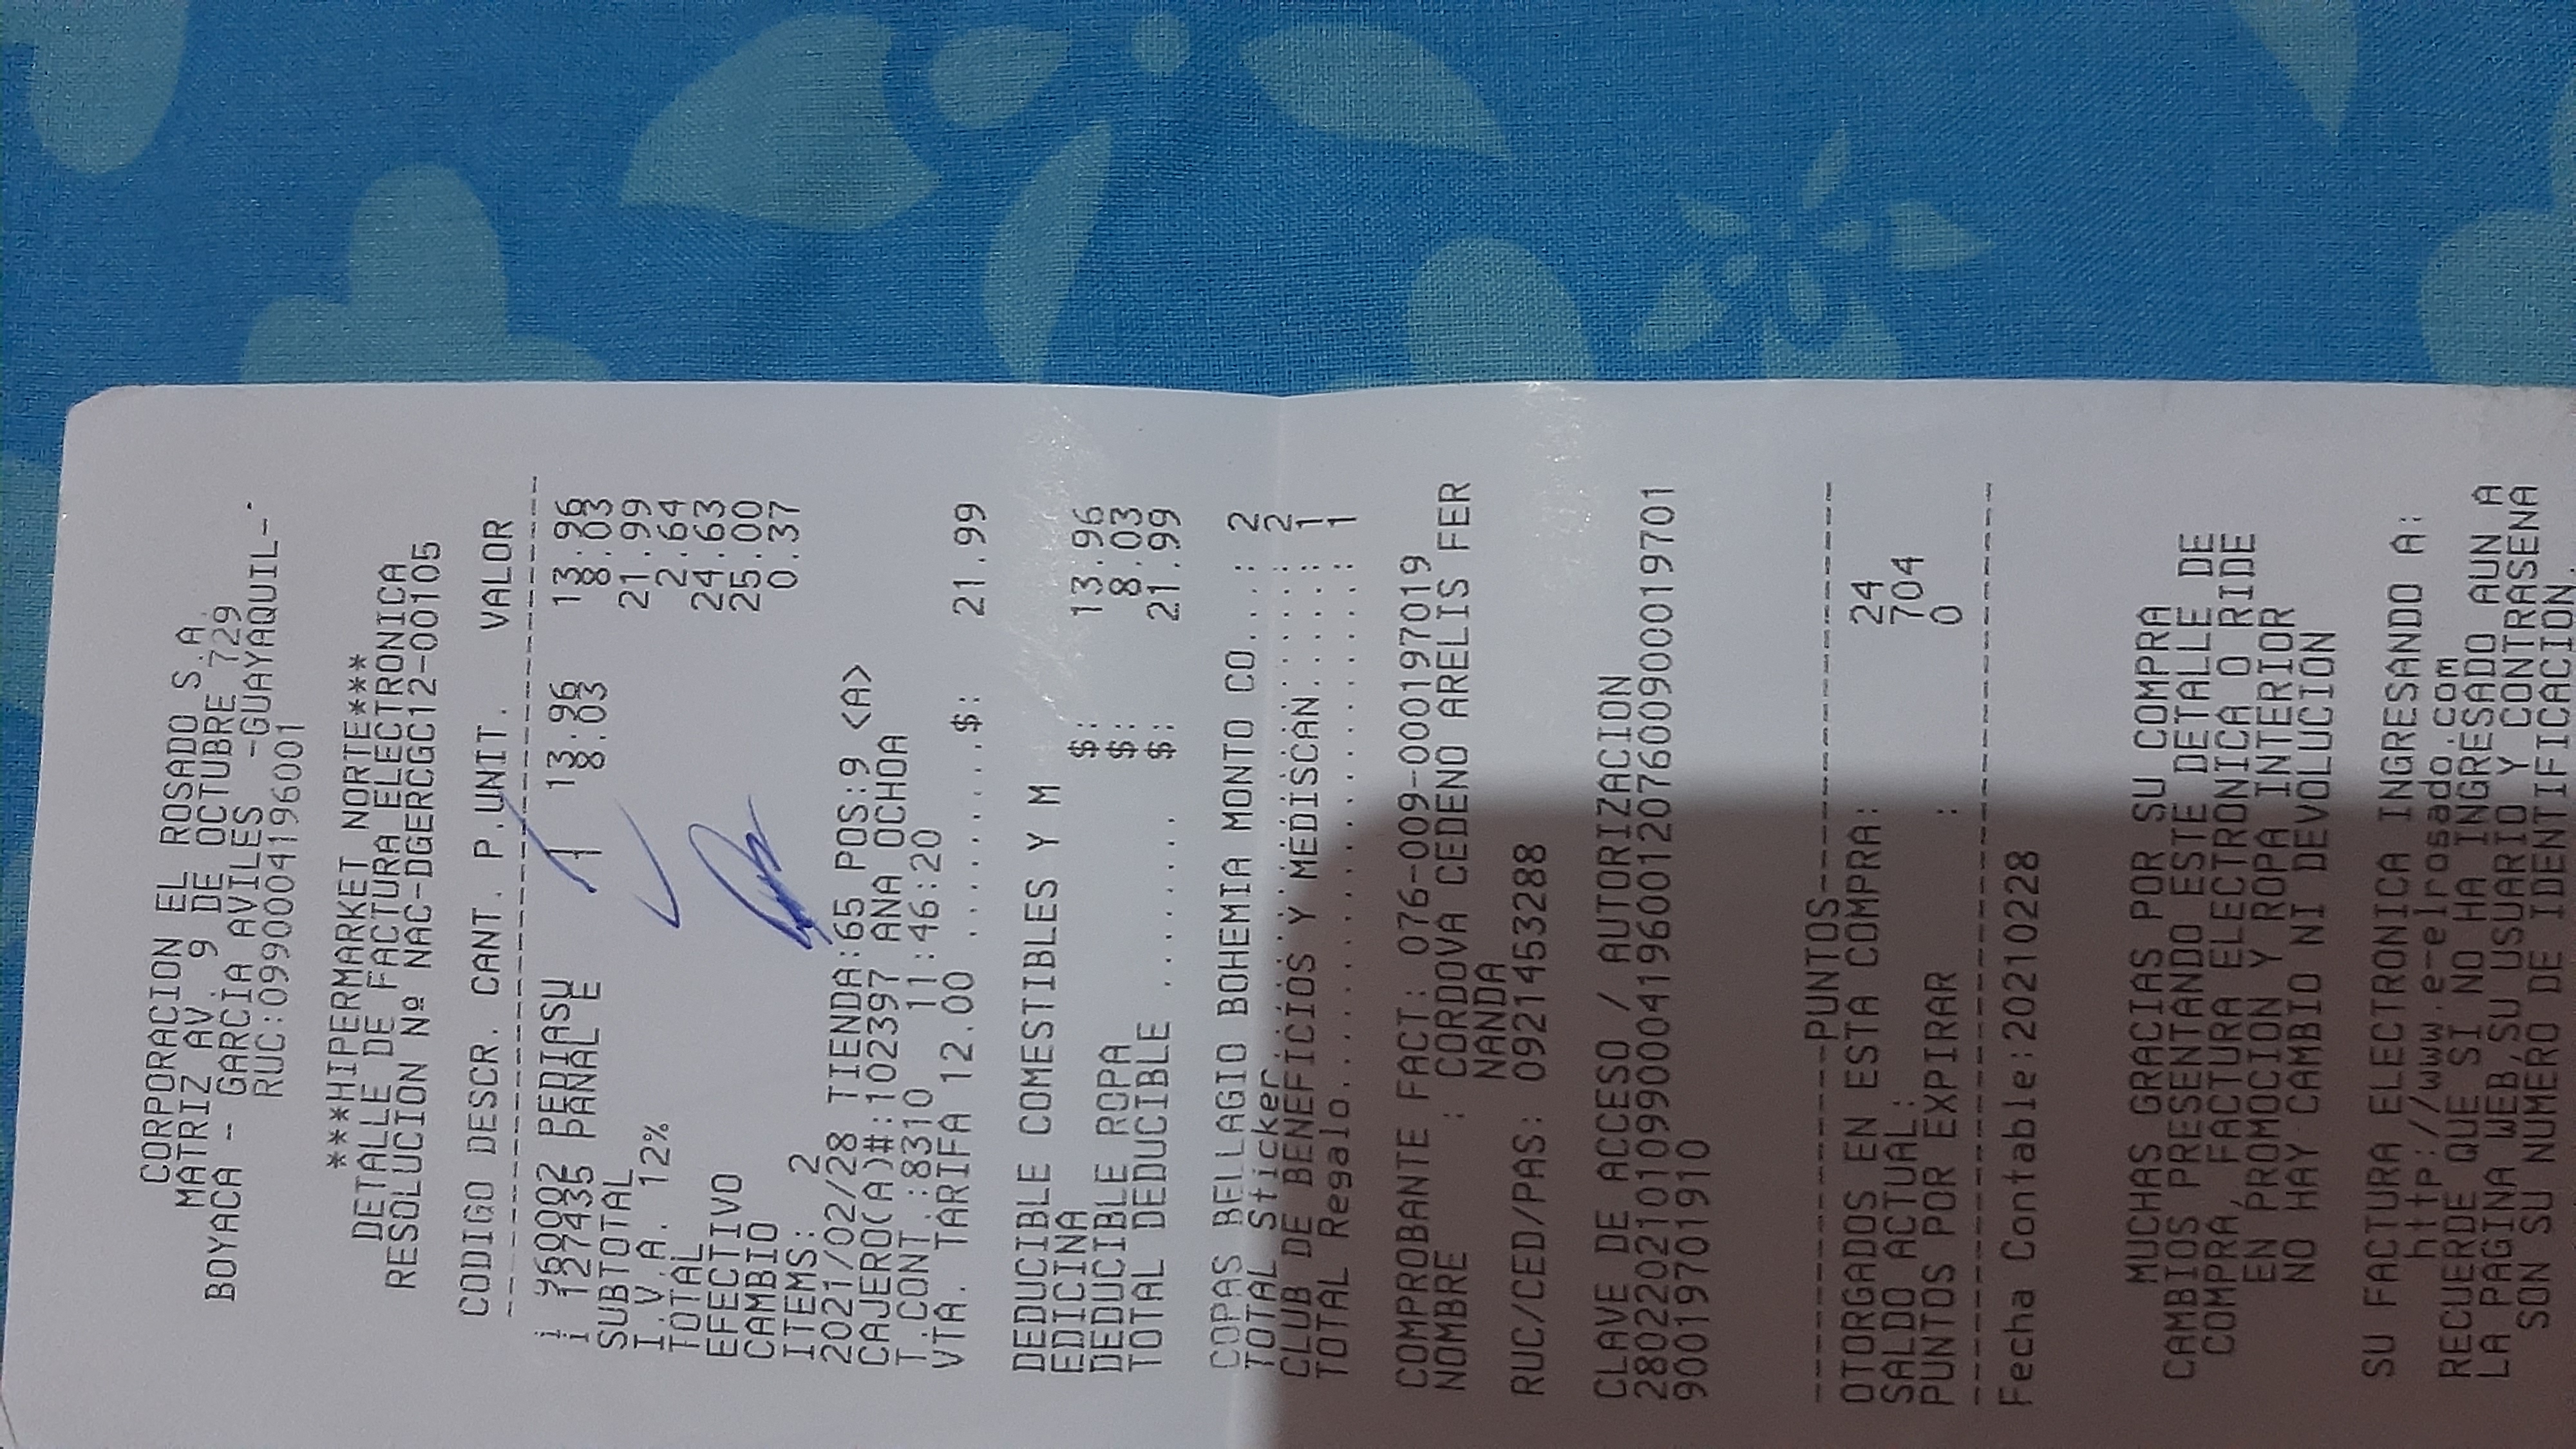 CORPORACION EL ROSADO S.A.
MATRIZ AV. 9 DE OCTUBRE 729
BOYACA - GARCIA AVILES -GUAYAQUIL-
RUC:0990004196001
***HIPERMARKET NORTE***
DETALLE DE FACTURA ELECTRONICA
RESOLUCION Nº NAC-DGERCGC12-00105
CODIGO DESCR. CANT. P.UNIT. VALOR
i 960002 PEDIASU 1 13.96 13.96
i 127435 PANAL E 1 8.03 8.03
SUBTOTAL 21.99
I.V.A. 12% 2.64
TOTAL 24.63
EFECTIVO 25.00
CAMBIO 0.37
ITEMS: 2
2021/02/28 TIENDA:65 POS:9 <A>
CAJERO(A)#:102397 ANA OCHOA
T.CONT.:8310 11:46:20
VTA. TARIFA 12.00 .........$: 21.99
DEDUCIBLE COMESTIBLES Y M
EDICINA $: 13.96
DEDUCIBLE ROPA $: 8.03
TOTAL DEDUCIBLE ........ $: 21.99
COPAS BELLAGIO BOHEMIA MONTO CO...: 2
TOTAL Sticker.....................: 2
CLUB DE BENEFICIOS Y MEDISCAN.....: 1
TOTAL Regalo......................: 1
COMPROBANTE FACT: 076-009-000197019
NOMBRE : CORDOVA CEDENO ARELIS FER
NANDA
RUC/CED/PAS: 0921453288
CLAVE DE ACCESO / AUTORIZACION
28022021010990004196001207600900019701
90019701910
---------------PUNTOS-----------------
OTORGADOS EN ESTA COMPRA: 24
SALDO ACTUAL: 704
PUNTOS POR EXPIRAR : 0
Fecha Contable:20210228
MUCHAS GRACIAS POR SU COMPRA
CAMBIOS PRESENTANDO ESTE DETALLE DE
COMPRA, FACTURA ELECTRONICA O RIDE
EN PROMOCION Y ROPA INTERIOR
NO HAY CAMBIO NI DEVOLUCION
SU FACTURA ELECTRONICA INGRESANDO A:
http://www.e-elrosado.com
RECUERDE QUE SI NO HA INGRESADO AUN A
LA PAGINA WEB,SU USUARIO Y CONTRASENA
SON SU NUMERO DE IDENTIFICACION.